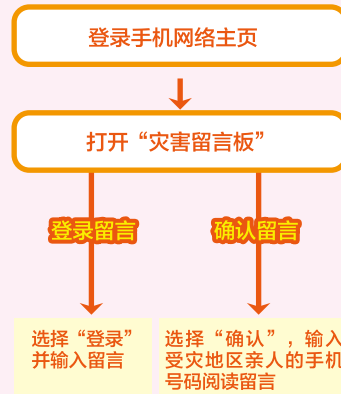 登录手机网络主页
打开“灾害留言板”
登录留言
确认留言
选择“登录”
并输入留言
选择“确认”，输入
受灾地区亲人的手机
号码阅读留言